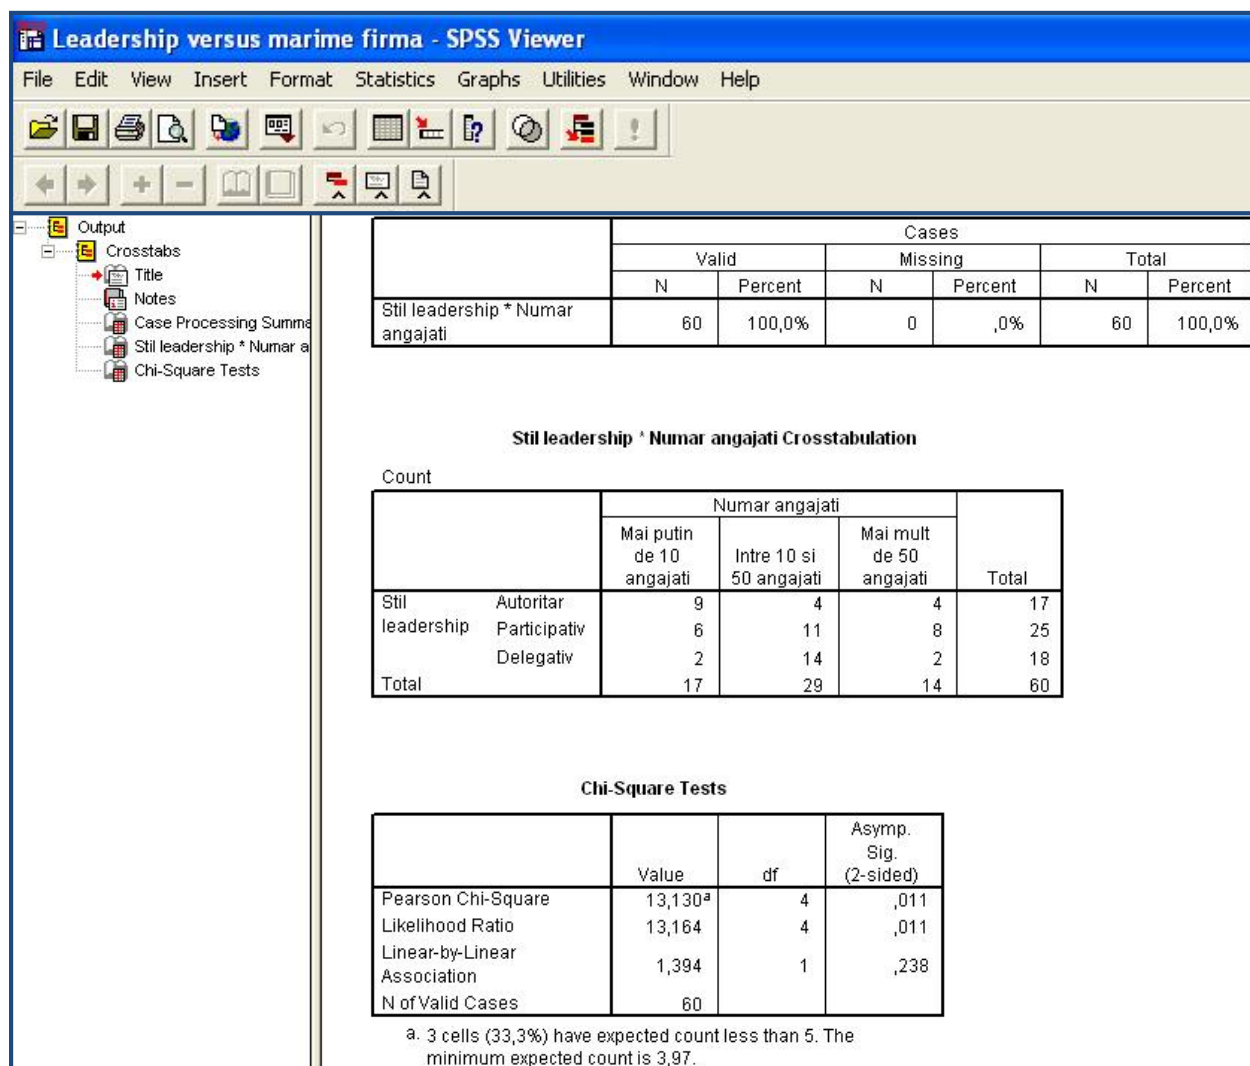 Leadership versus marime firma - SPSS Viewer
File Edit View Insert Format Statistics Graphs Utilities Window Help
Output
Crosstabs
Title
Notes
Case Processing Summa
Stil leadership * Numar a
Chi-Square Tests
Cases
Valid Missing Total
N Percent N Percent N Percent
Stil leadership * Numar
angajati
60 100,0% 0 ,0% 60 100,0%
Stil leadership * Numar angajati Crosstabulation
Count
Numar angajati
Mai putin
de 10
angajati
Intre 10 si
50 angajati
Mai mult
de 50
angajati
Total
Stil
leadership
Autoritar 9 4 4 17
Participativ 6 11 8 25
Delegativ 2 14 2 18
Total 17 29 14 60
Chi-Square Tests
Value df
Asymp.
Sig.
(2-sided)
Pearson Chi-Square 13,130a 4 ,011
Likelihood Ratio 13,164 4 ,011
Linear-by-Linear
Association
1,394 1 ,238
N of Valid Cases 60
a. 3 cells (33,3%) have expected count less than 5. The
minimum expected count is 3,97.